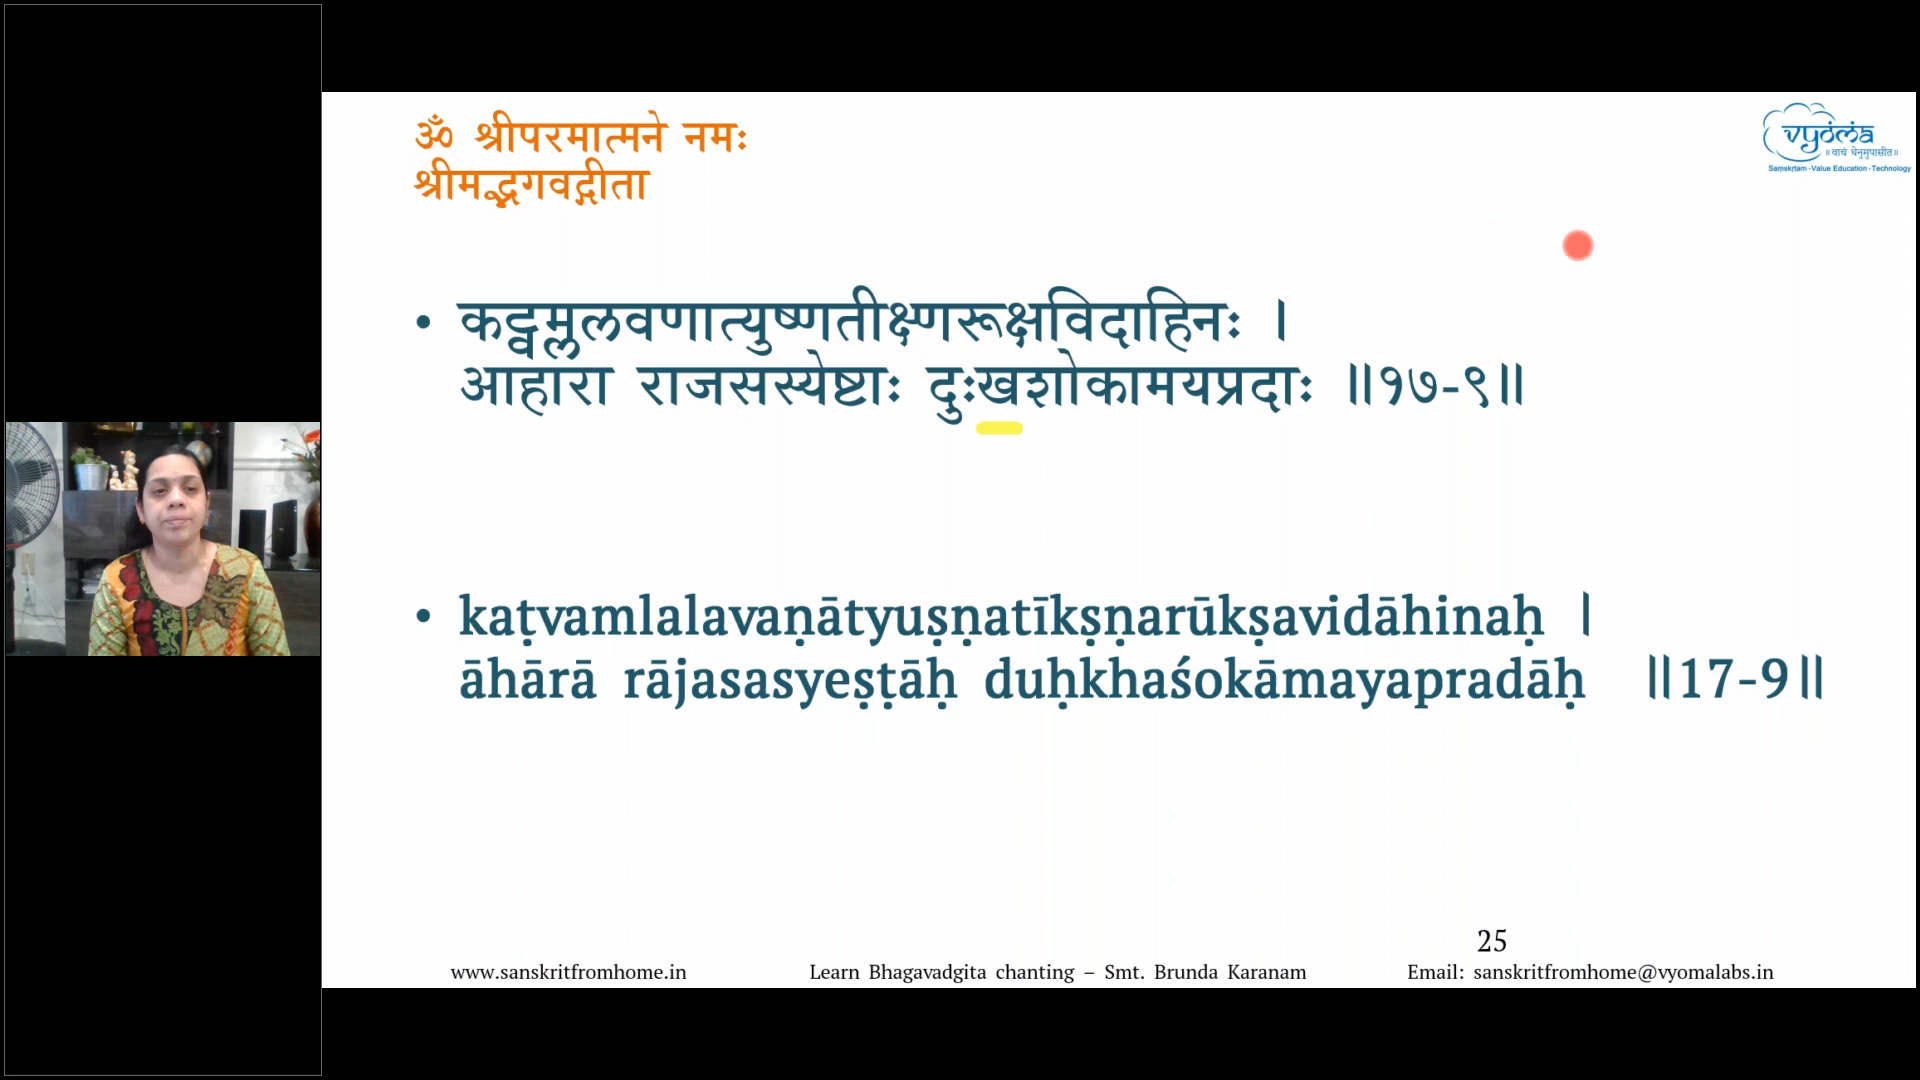 ॐ श्रीपरमात्मने नमः
श्रीमद्भगवद्गीता
vyoma
॥ वाचं धेनुमुपासीत॥
Saṃskṛtam - Value Education - Technology
• कट्वम्ललवणात्युष्णतीक्ष्णरूक्षविदाहिनः ।
आहारा राजसस्येष्टाः दुःखशोकामयप्रदाः ॥१७-९॥
• kaṭvamlalavaṇātyuṣṇatīkṣṇarūkṣavidāhinaḥ |
āhārā rājasasyeṣṭāḥ duḥkhaśokāmayapradāḥ ||17-9||
25
www.sanskritfromhome.in Learn Bhagavadgita chanting – Smt. Brunda Karanam Email: sanskritfromhome@vyomalabs.in